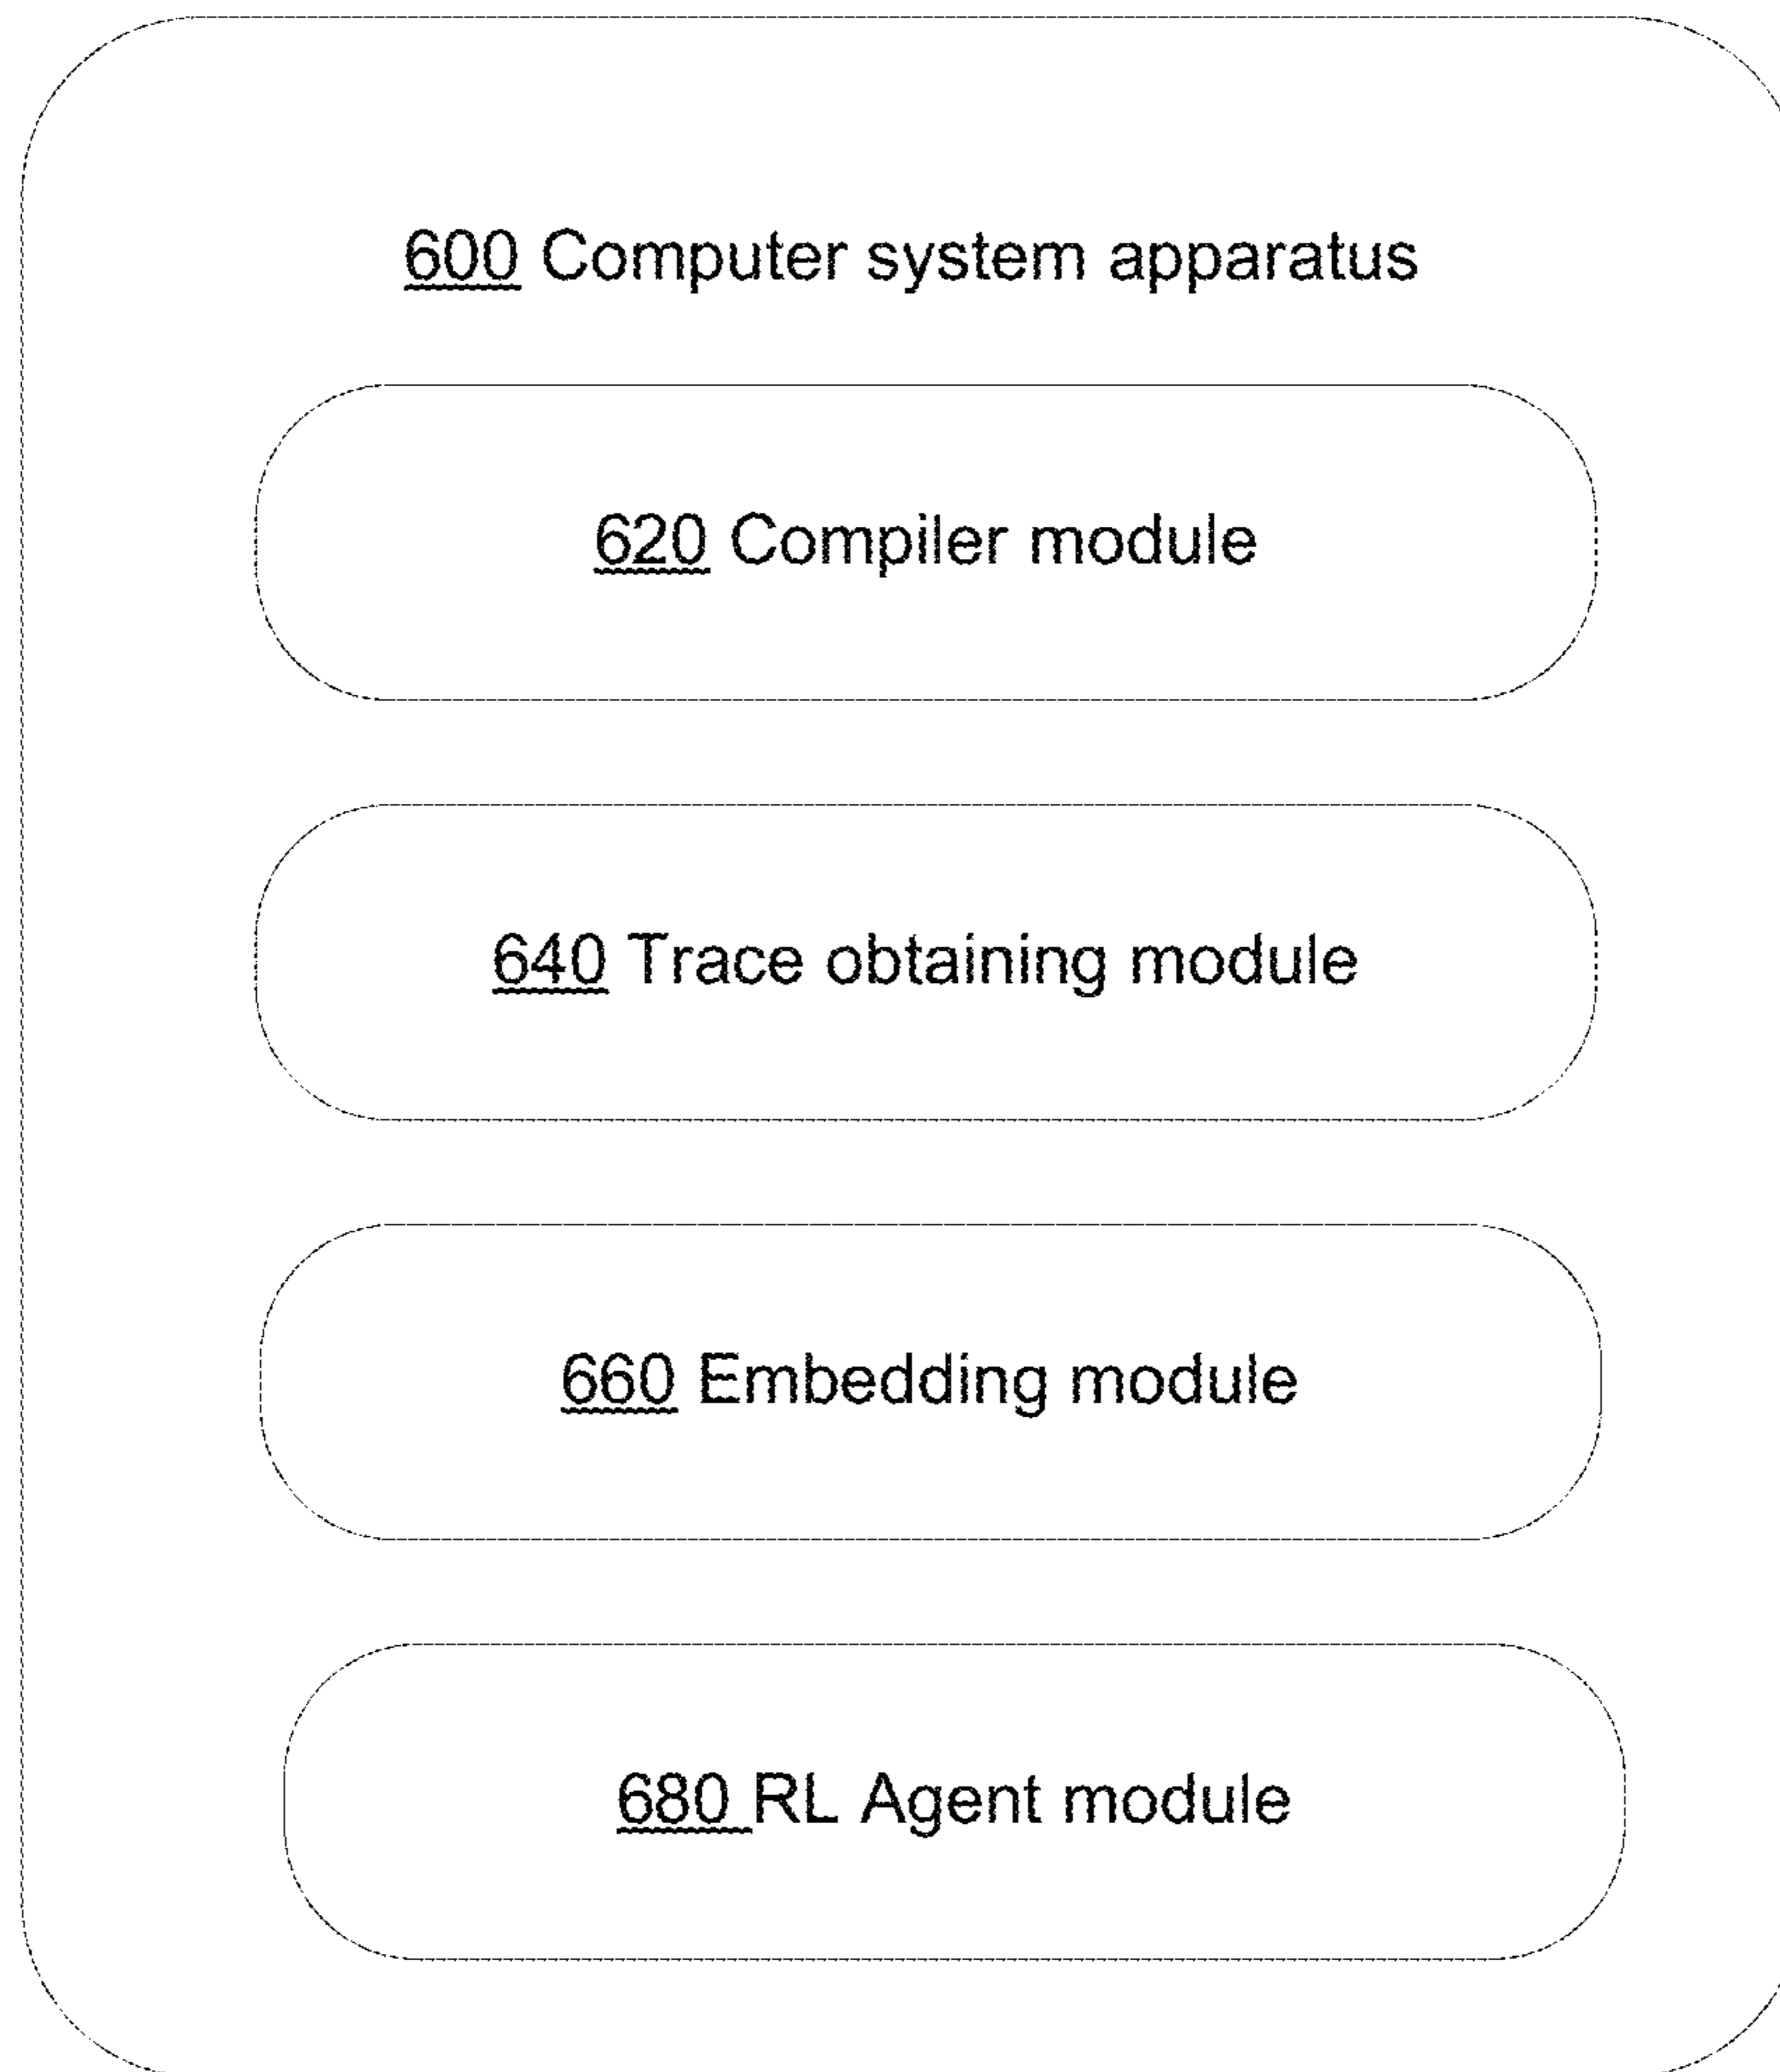 600 Computer system apparatus
620 Compiler module
640 Trace obtaining module
660 Embedding module
680 RL Agent module